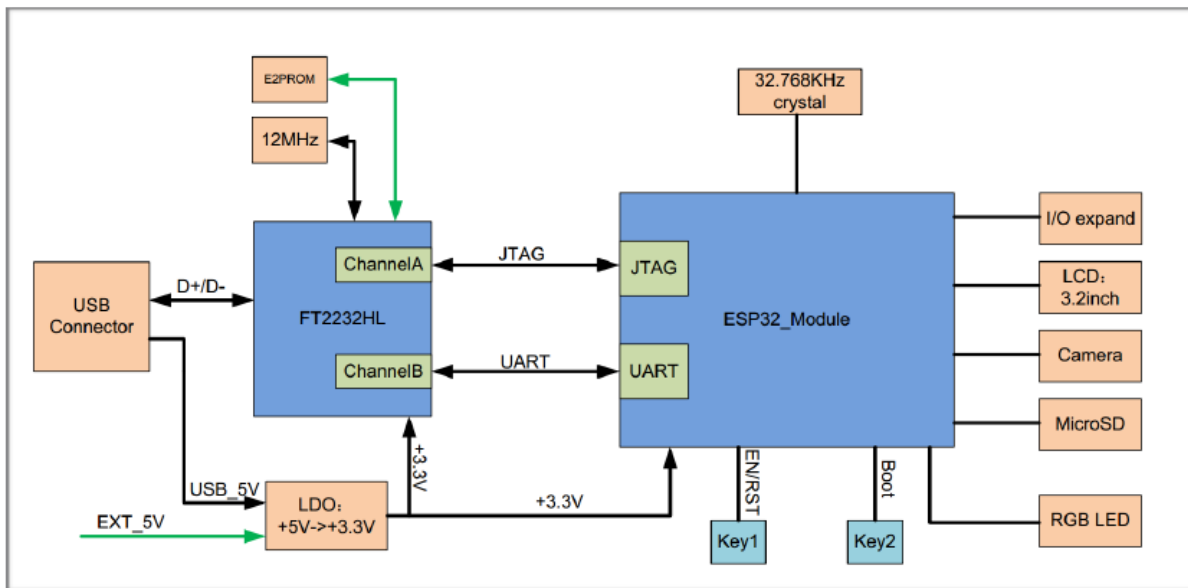 E2PROM
12MHz
32.768KHz
crystal
USB
Connector
D+/D-
FT2232HL
ChannelA
ChannelB
JTAG
UART
JTAG
UART
ESP32_Module
I/O expand
LCD：
3.2inch
Camera
MicroSD
RGB LED
USB_5V
EXT_5V
LDO：
+5V->+3.3V
+3.3V
+3.3V
EN/RST
Boot
Key1
Key2